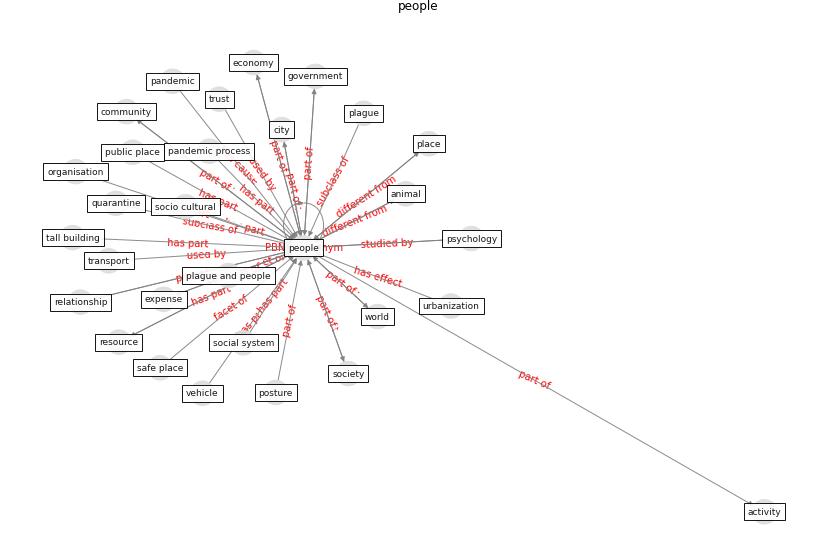 people
economy
government
pandemic
trust
plague
community
city
place
public place
pandemic process
organisation
animal
quarantine
socio cultural
tall building
people
psychology
transport
plague and people
relationship
expense
urbanization
world
resource
social system
safe place
society
vehicle
posture
activity
used by
cause
part of
part of
part of
subclass of
different from
different from
part of
has part
has part
subclass of
part
has part
used by
studied by
has effect
part of
has part
facet of
has part
part of
part of
part of